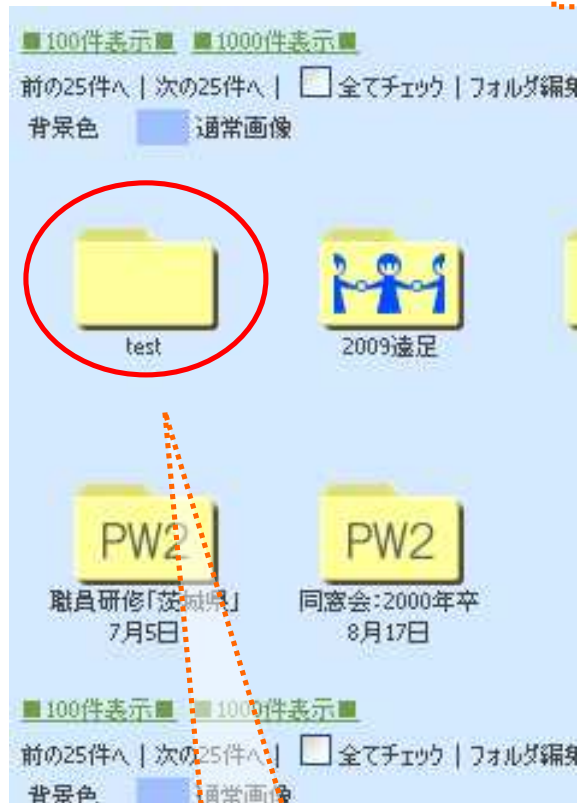 ■100件表示■ ■1000件表示■
前の25件へ | 次の25件へ | 全てチェック | フォルダ編集
背景色 通常画像
test
2009遠足
PW2
PW2
職員研修「茨城県」
7月5日
同窓会:2000年卒
8月17日
■100件表示■ ■1000件表示■
前の25件へ | 次の25件へ | 全てチェック | フォルダ編集
背景色 通常画像